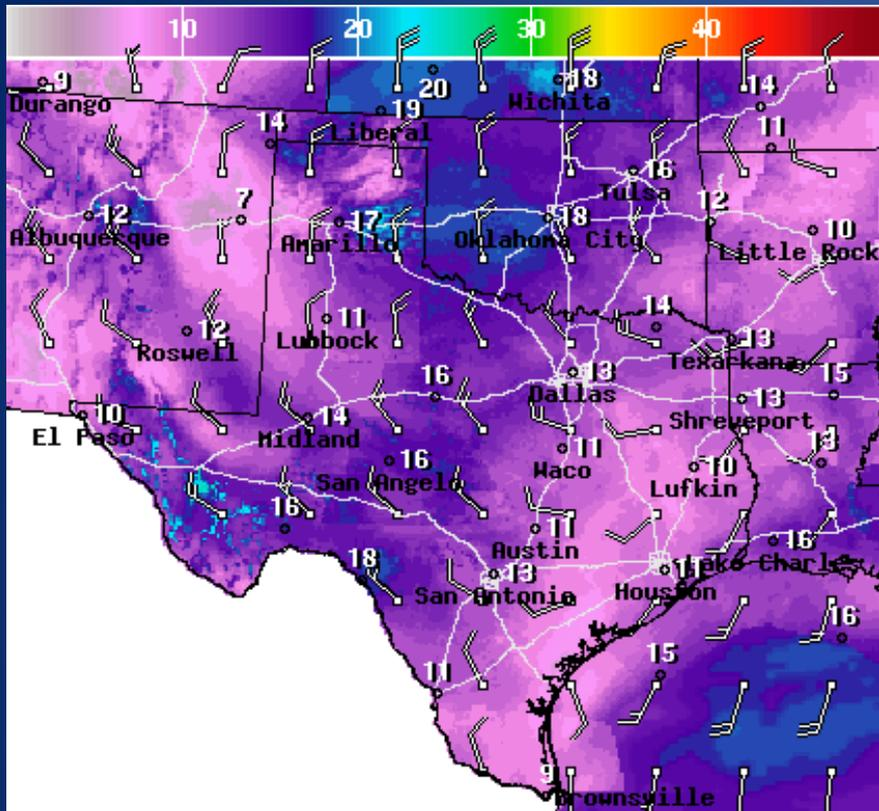 10 20 30 40
9 20 18
Durango Wichita
19 14
14 Liberal 11
16
Tulsa
12 7 17 18 12 10
Albuquerque Amarillo Oklahoma City Little Rock
12 11 14
Roswell Lubbock 13
Texarkana
13
Dallas
16 13 15
10 14 Shreveport
El Paso Midland 11
16 Waco 10 13
San Angelo Lufkin
16 11 16
Austin
18 13 11 Lake Charles
San Antonio Houston
16
15
11
9
Brownsville